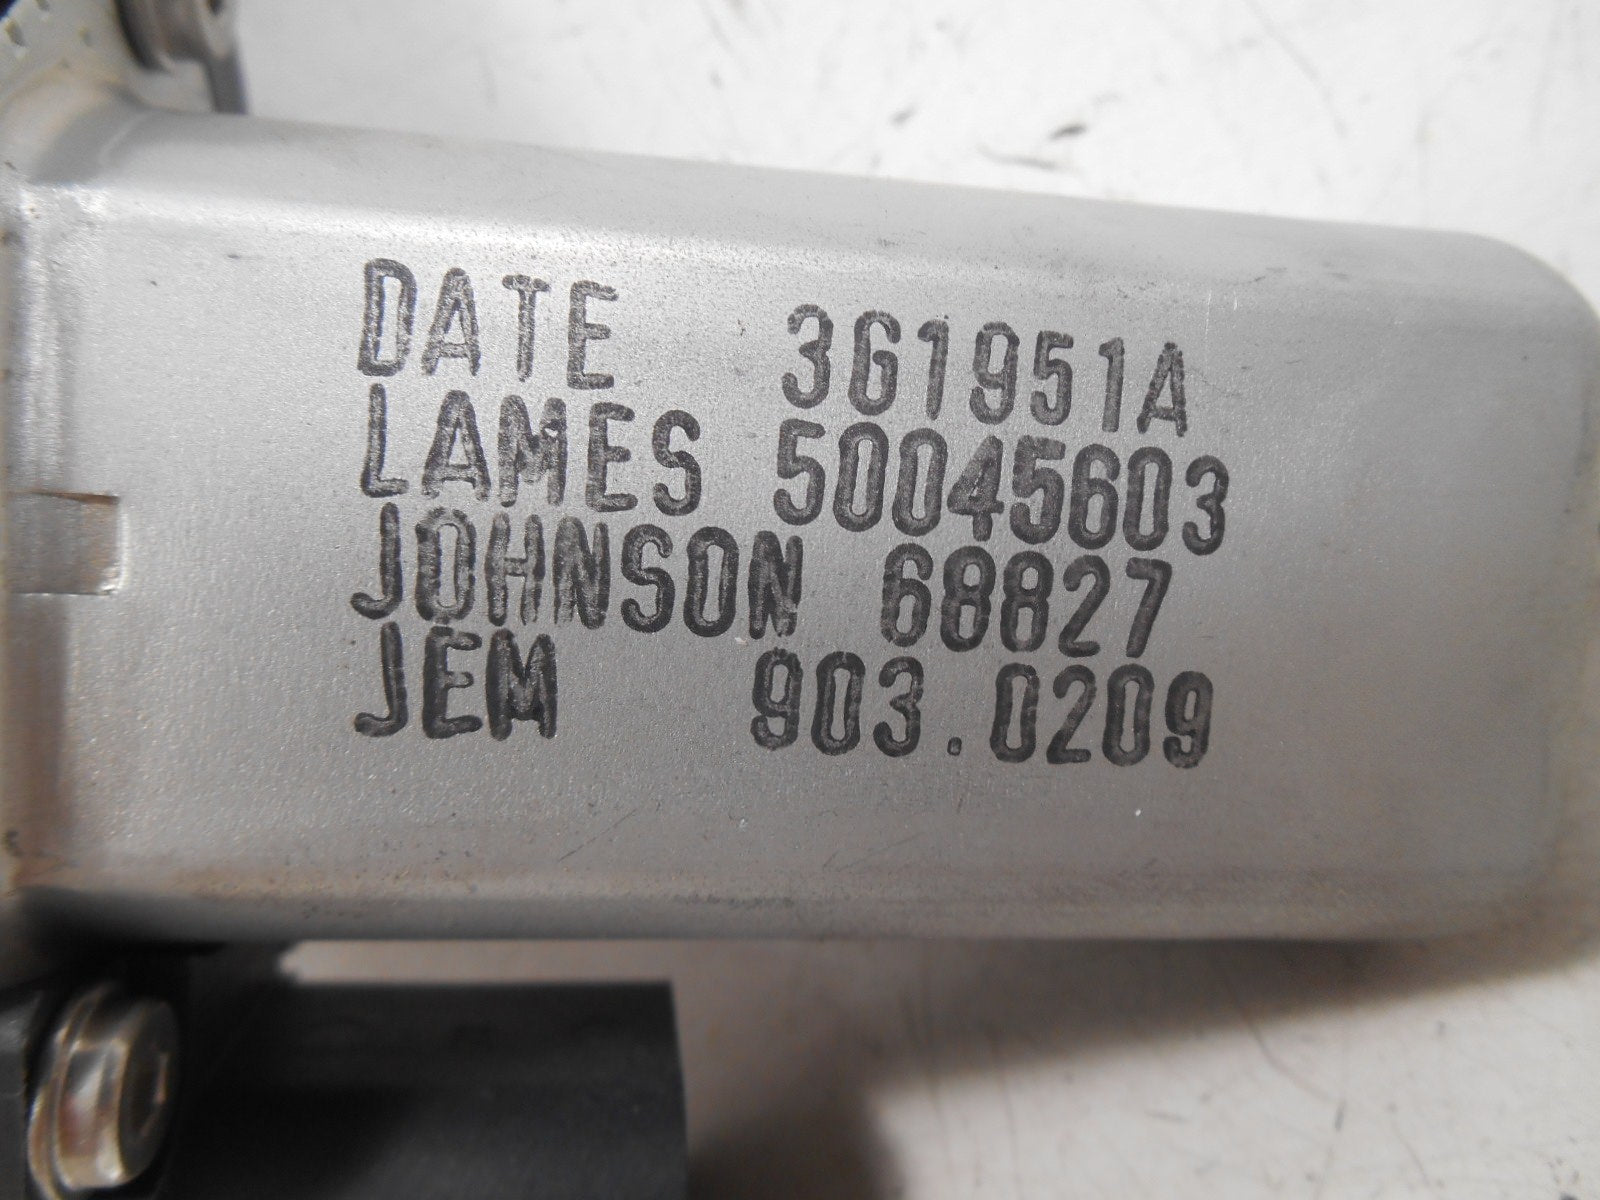 DATE 3G1951A
LAMES 50045603
JOHNSON 68827
JEM 903.0209